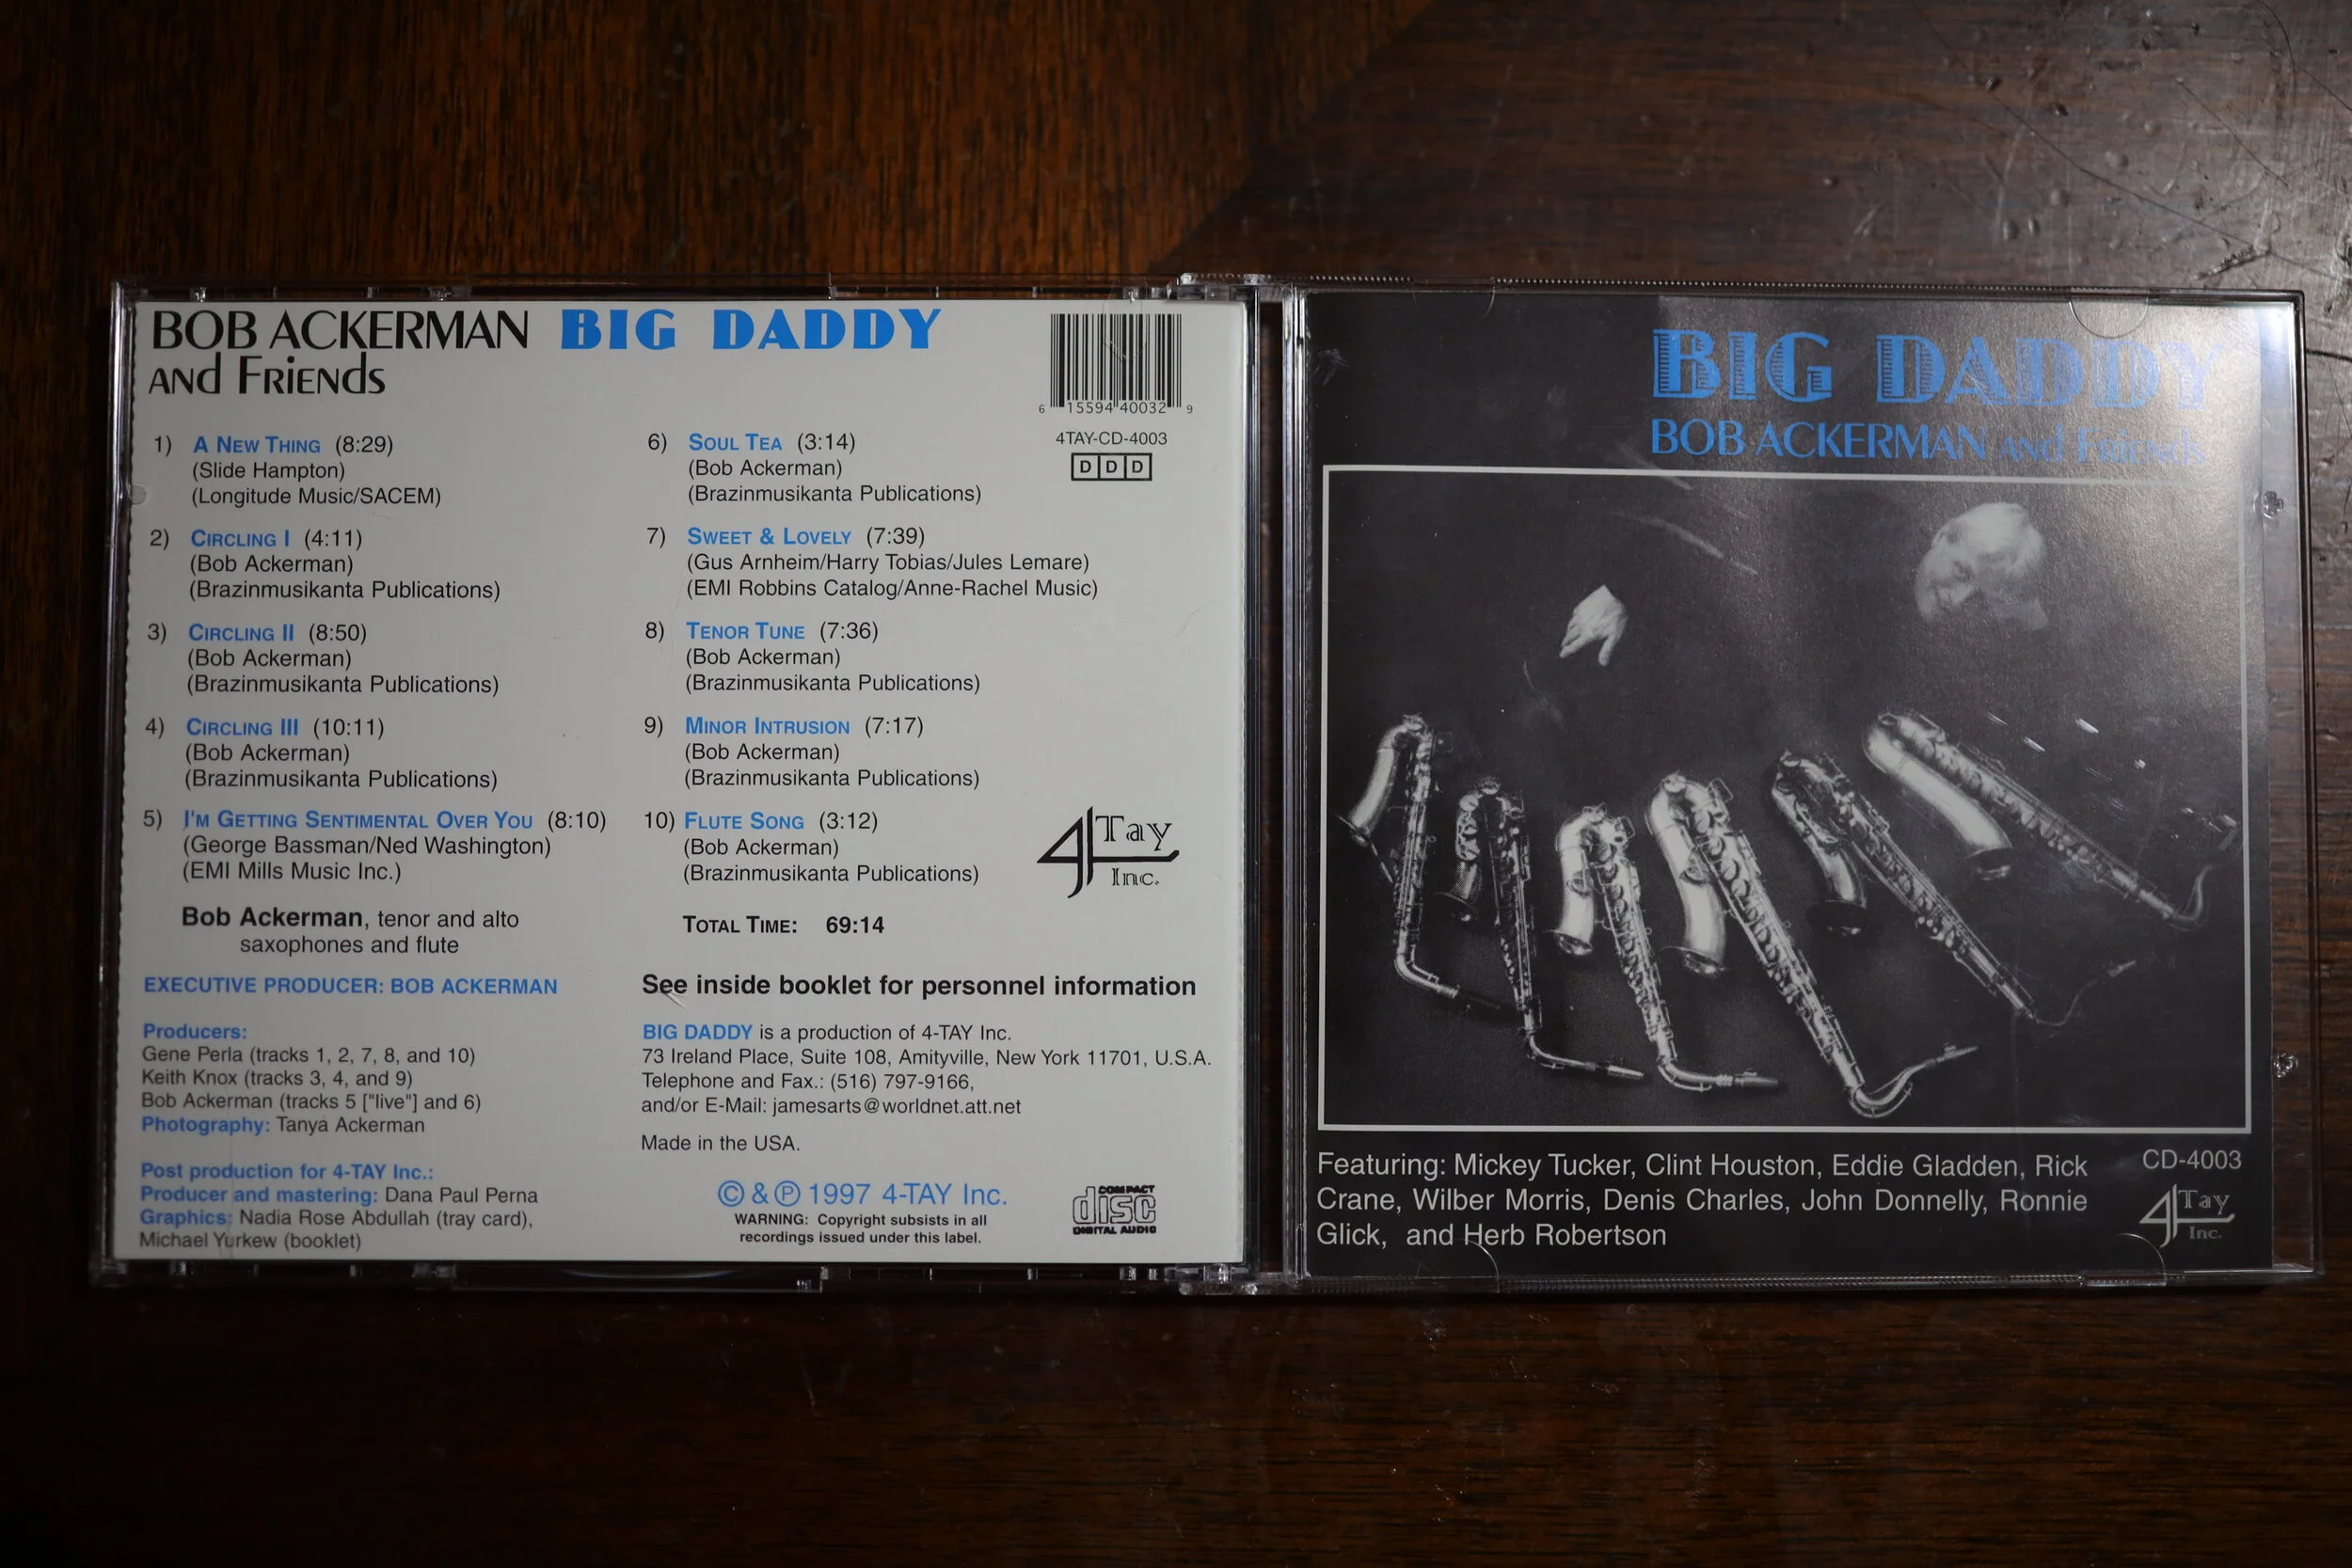 BOB ACKERMAN BIG DADDY
AND FRIENDS
6 15594 40032 9
4TAY-CD-4003
D D D
1) A NEW THING (8:29)
(Slide Hampton)
(Longitude Music/SACEM)
2) CIRCLING I (4:11)
(Bob Ackerman)
(Brazinmusikanta Publications)
3) CIRCLING II (8:50)
(Bob Ackerman)
(Brazinmusikanta Publications)
4) CIRCLING III (10:11)
(Bob Ackerman)
(Brazinmusikanta Publications)
5) I'M GETTING SENTIMENTAL OVER YOU (8:10)
(George Bassman/Ned Washington)
(EMI Mills Music Inc.)
Bob Ackerman, tenor and alto
saxophones and flute
EXECUTIVE PRODUCER: BOB ACKERMAN
Producers:
Gene Perla (tracks 1, 2, 7, 8, and 10)
Keith Knox (tracks 3, 4, and 9)
Bob Ackerman (tracks 5 ["live"] and 6)
Photography: Tanya Ackerman
Post production for 4-TAY Inc.:
Producer and mastering: Dana Paul Perna
Graphics: Nadia Rose Abdullah (tray card),
Michael Yurkew (booklet)
6) SOUL TEA (3:14)
(Bob Ackerman)
(Brazinmusikanta Publications)
7) SWEET & LOVELY (7:39)
(Gus Arnheim/Harry Tobias/Jules Lemare)
(EMI Robbins Catalog/Anne-Rachel Music)
8) TENOR TUNE (7:36)
(Bob Ackerman)
(Brazinmusikanta Publications)
9) MINOR INTRUSION (7:17)
(Bob Ackerman)
(Brazinmusikanta Publications)
10) FLUTE SONG (3:12)
(Bob Ackerman)
(Brazinmusikanta Publications)
4 Tay
Inc.
TOTAL TIME: 69:14
See inside booklet for personnel information
BIG DADDY is a production of 4-TAY Inc.
73 Ireland Place, Suite 108, Amityville, New York 11701, U.S.A.
Telephone and Fax.: (516) 797-9166,
and/or E-Mail: jamesarts@worldnet.att.net
Made in the USA.
© & ℗ 1997 4-TAY Inc.
WARNING: Copyright subsists in all
recordings issued under this label.
COMPACT
disc
DIGITAL AUDIO
BIG DADDY
BOB ACKERMAN AND FRIENDS
Featuring: Mickey Tucker, Clint Houston, Eddie Gladden, Rick
Crane, Wilber Morris, Denis Charles, John Donnelly, Ronnie
Glick, and Herb Robertson
CD-4003
4 Tay
Inc.